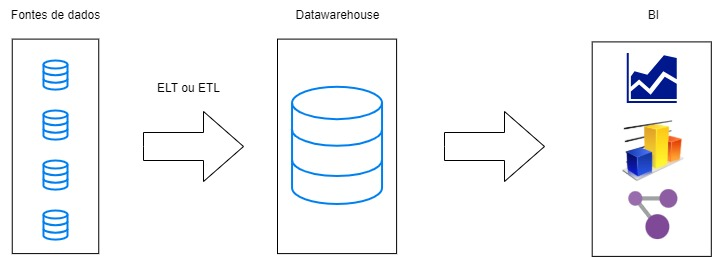 Fontes de dados
Datawarehouse
BI
ELT ou ETL